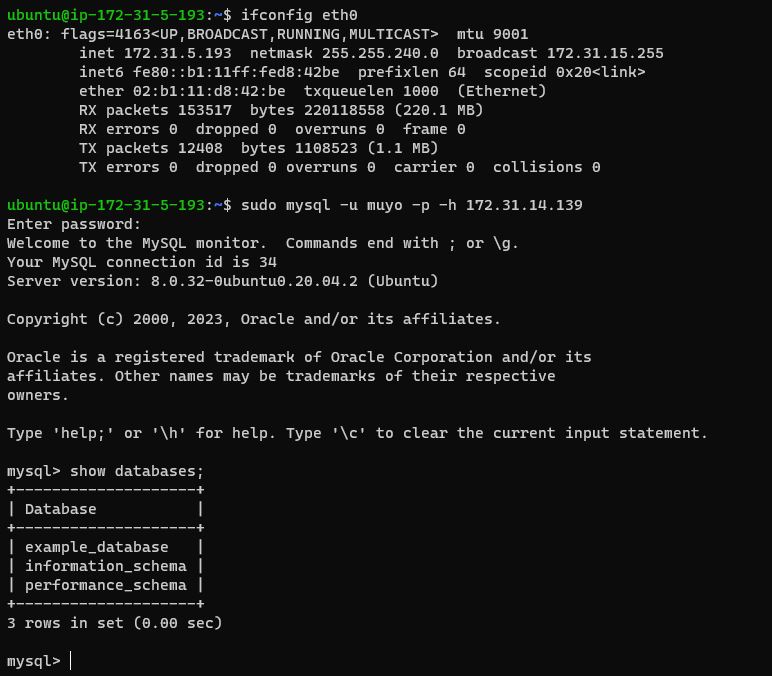 ubuntu@ip-172-31-5-193:~$ ifconfig eth0
eth0: flags=4163<UP,BROADCAST,RUNNING,MULTICAST>  mtu 9001
        inet 172.31.5.193  netmask 255.255.240.0  broadcast 172.31.15.255
        inet6 fe80::b1:11ff:fed8:42be  prefixlen 64  scopeid 0x20<link>
        ether 02:b1:11:d8:42:be  txqueuelen 1000  (Ethernet)
        RX packets 153517  bytes 220118558 (220.1 MB)
        RX errors 0  dropped 0  overruns 0  frame 0
        TX packets 12408  bytes 1108523 (1.1 MB)
        TX errors 0  dropped 0 overruns 0  carrier 0  collisions 0

ubuntu@ip-172-31-5-193:~$ sudo mysql -u muyo -p -h 172.31.14.139
Enter password:
Welcome to the MySQL monitor.  Commands end with ; or \g.
Your MySQL connection id is 34
Server version: 8.0.32-0ubuntu0.20.04.2 (Ubuntu)

Copyright (c) 2000, 2023, Oracle and/or its affiliates.

Oracle is a registered trademark of Oracle Corporation and/or its
affiliates. Other names may be trademarks of their respective
owners.

Type 'help;' or '\h' for help. Type '\c' to clear the current input statement.

mysql> show databases;
+--------------------+
| Database           |
+--------------------+
| example_database   |
| information_schema |
| performance_schema |
+--------------------+
3 rows in set (0.00 sec)

mysql>